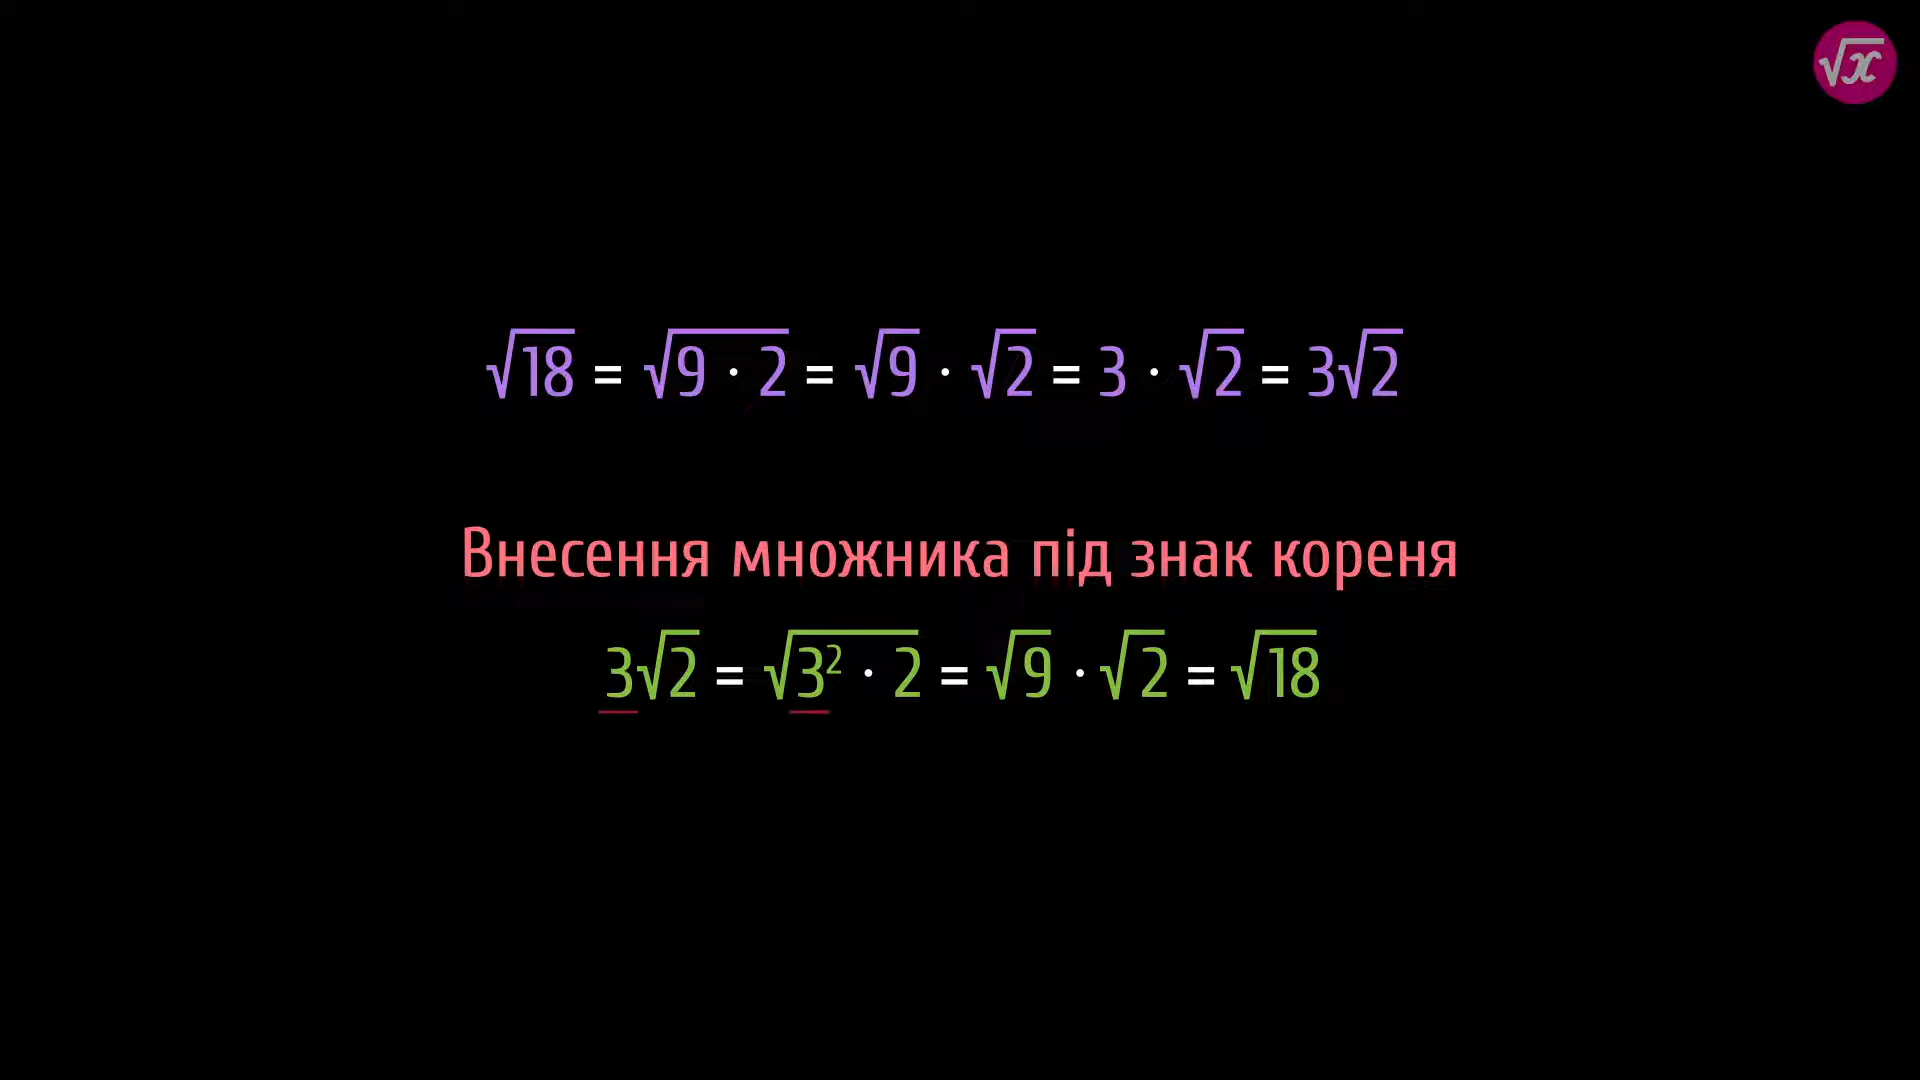 √x
√18 = √(9 · 2) = √9 · √2 = 3 · √2 = 3√2
Внесення множника під знак кореня
3√2 = √(3² · 2) = √9 · √2 = √18